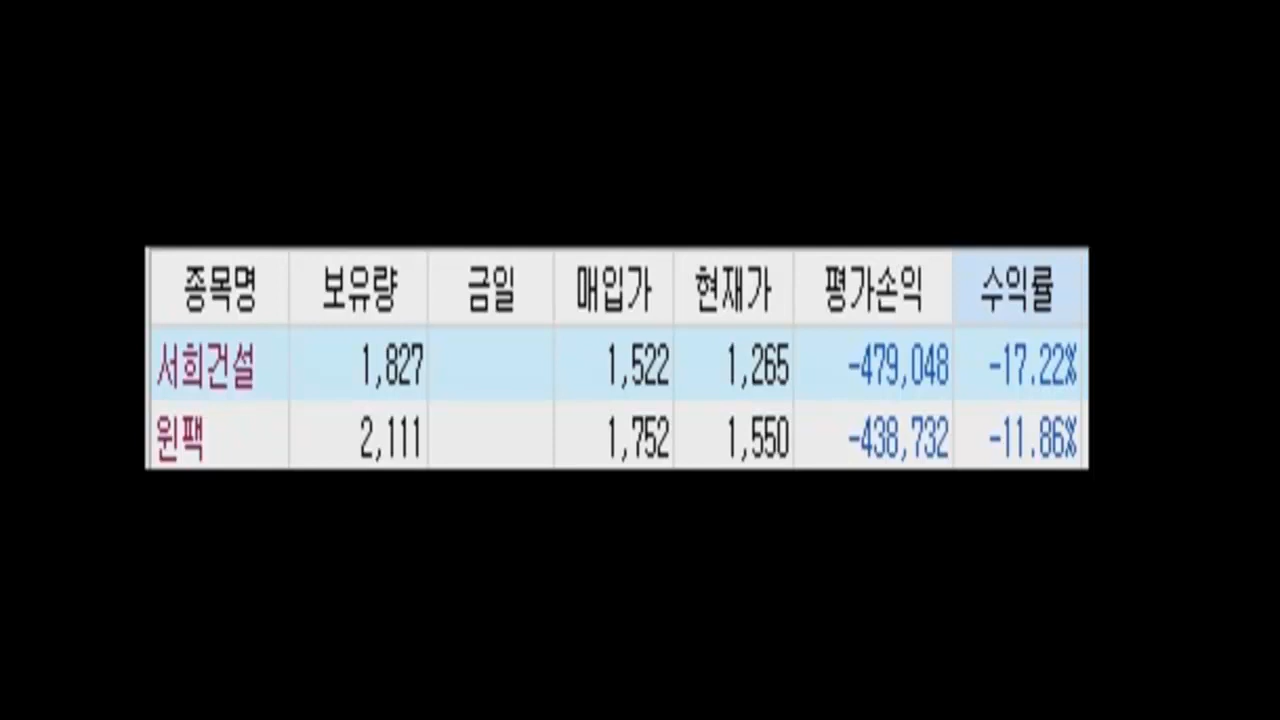 종목명 보유량 금일 매입가 현재가 평가손익 수익률
서희건설 1,827 1,522 1,265 -479,048 -17.22%
윈팩 2,111 1,752 1,550 -438,732 -11.86%